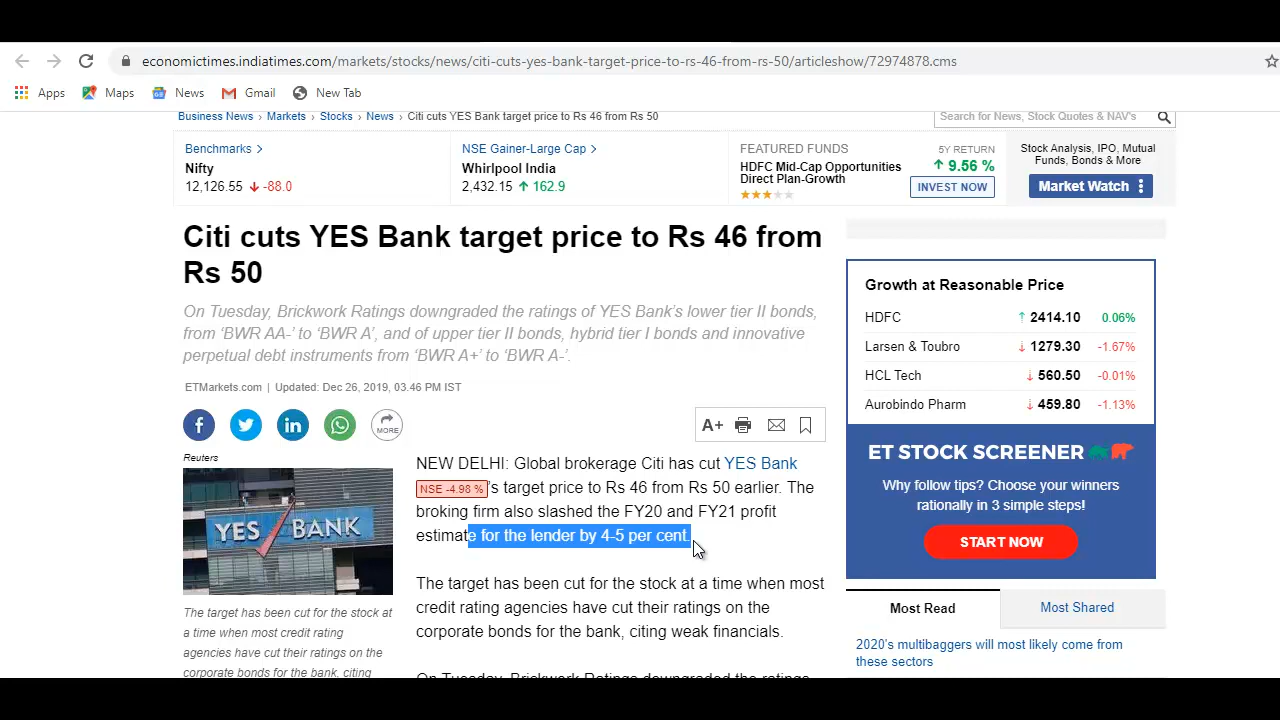 economictimes.indiatimes.com/markets/stocks/news/citi-cuts-yes-bank-target-price-to-rs-46-from-rs-50/articleshow/72974878.cms
Apps Maps News Gmail New Tab
Business News › Markets › Stocks › News › Citi cuts YES Bank target price to Rs 46 from Rs 50
Search for News, Stock Quotes & NAV's
Benchmarks >
Nifty
12,126.55 -88.0
NSE Gainer-Large Cap >
Whirlpool India
2,432.15 162.9
FEATURED FUNDS
HDFC Mid-Cap Opportunities
Direct Plan-Growth
5Y RETURN
9.56 %
INVEST NOW
Stock Analysis, IPO, Mutual
Funds, Bonds & More
Market Watch
Citi cuts YES Bank target price to Rs 46 from
Rs 50
On Tuesday, Brickwork Ratings downgraded the ratings of YES Bank's lower tier II bonds,
from ‘BWR AA-’ to ‘BWR A’, and of upper tier II bonds, hybrid tier I bonds and innovative
perpetual debt instruments from ‘BWR A+’ to ‘BWR A-’.
ETMarkets.com | Updated: Dec 26, 2019, 03.46 PM IST
MORE
A+
Reuters
YES BANK
The target has been cut for the stock at
a time when most credit rating
agencies have cut their ratings on the
corporate bonds for the bank, citing
NEW DELHI: Global brokerage Citi has cut YES Bank
NSE -4.98 % 's target price to Rs 46 from Rs 50 earlier. The
broking firm also slashed the FY20 and FY21 profit
estimate for the lender by 4-5 per cent.
The target has been cut for the stock at a time when most
credit rating agencies have cut their ratings on the
corporate bonds for the bank, citing weak financials.
On Tuesday, Brickwork Ratings downgraded the ratings
Growth at Reasonable Price
HDFC 2414.10 0.06%
Larsen & Toubro 1279.30 -1.67%
HCL Tech 560.50 -0.01%
Aurobindo Pharm 459.80 -1.13%
ET STOCK SCREENER
Why follow tips? Choose your winners
rationally in 3 simple steps!
START NOW
Most Read Most Shared
2020's multibaggers will most likely come from
these sectors